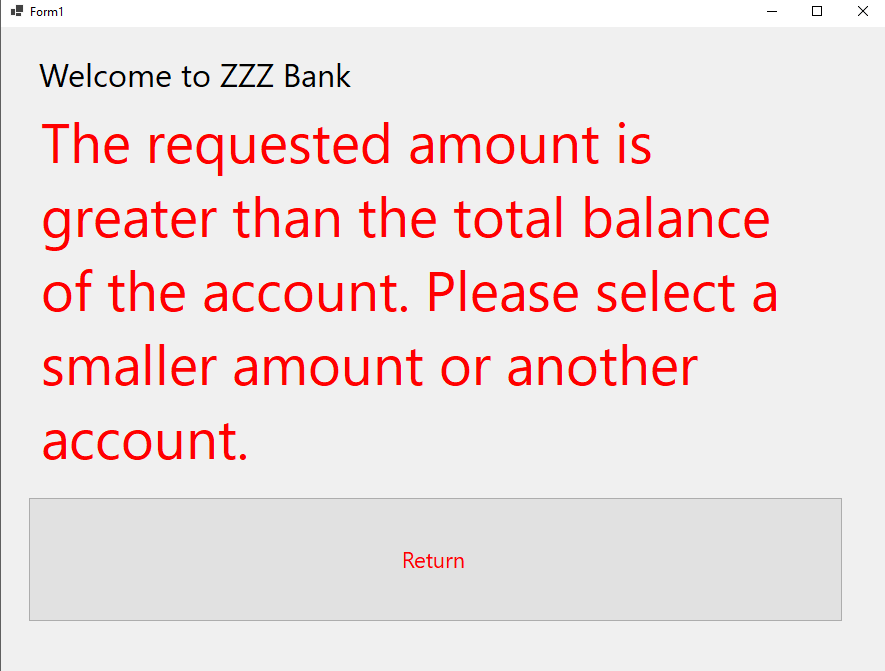 Form1
Welcome to ZZZ Bank
The requested amount is
greater than the total balance
of the account. Please select a
smaller amount or another
account.
Return